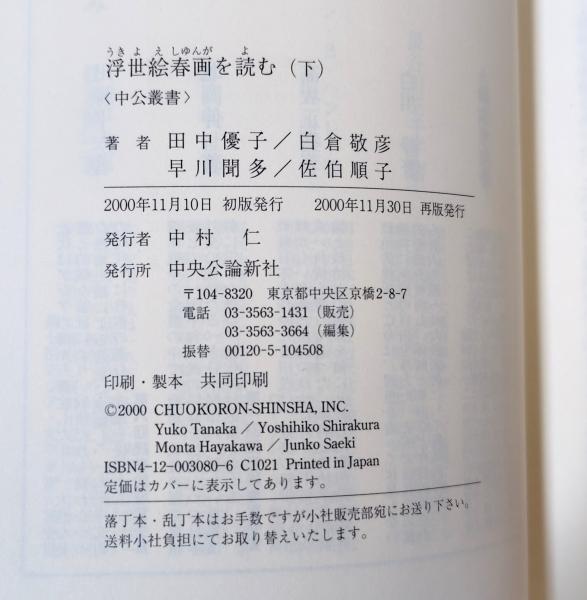 うきよえしゅんが よ
浮世絵春画を読む（下）
〈中公叢書〉
著者 田中優子／白倉敬彦
早川聞多／佐伯順子
2000年11月10日 初版発行 2000年11月30日 再版発行
発行者 中村 仁
発行所 中央公論新社
〒104-8320 東京都中央区京橋2-8-7
電話 03-3563-1431（販売）
03-3563-3664（編集）
振替 00120-5-104508
印刷・製本 共同印刷
©2000 CHUOKORON-SHINSHA, INC.
Yuko Tanaka／Yoshihiko Shirakura
Monta Hayakawa／Junko Saeki
ISBN4-12-003080-6 C1021 Printed in Japan
定価はカバーに表示してあります。
落丁本・乱丁本はお手数ですが小社販売部宛にお送り下さい。
送料小社負担にてお取り替えいたします。